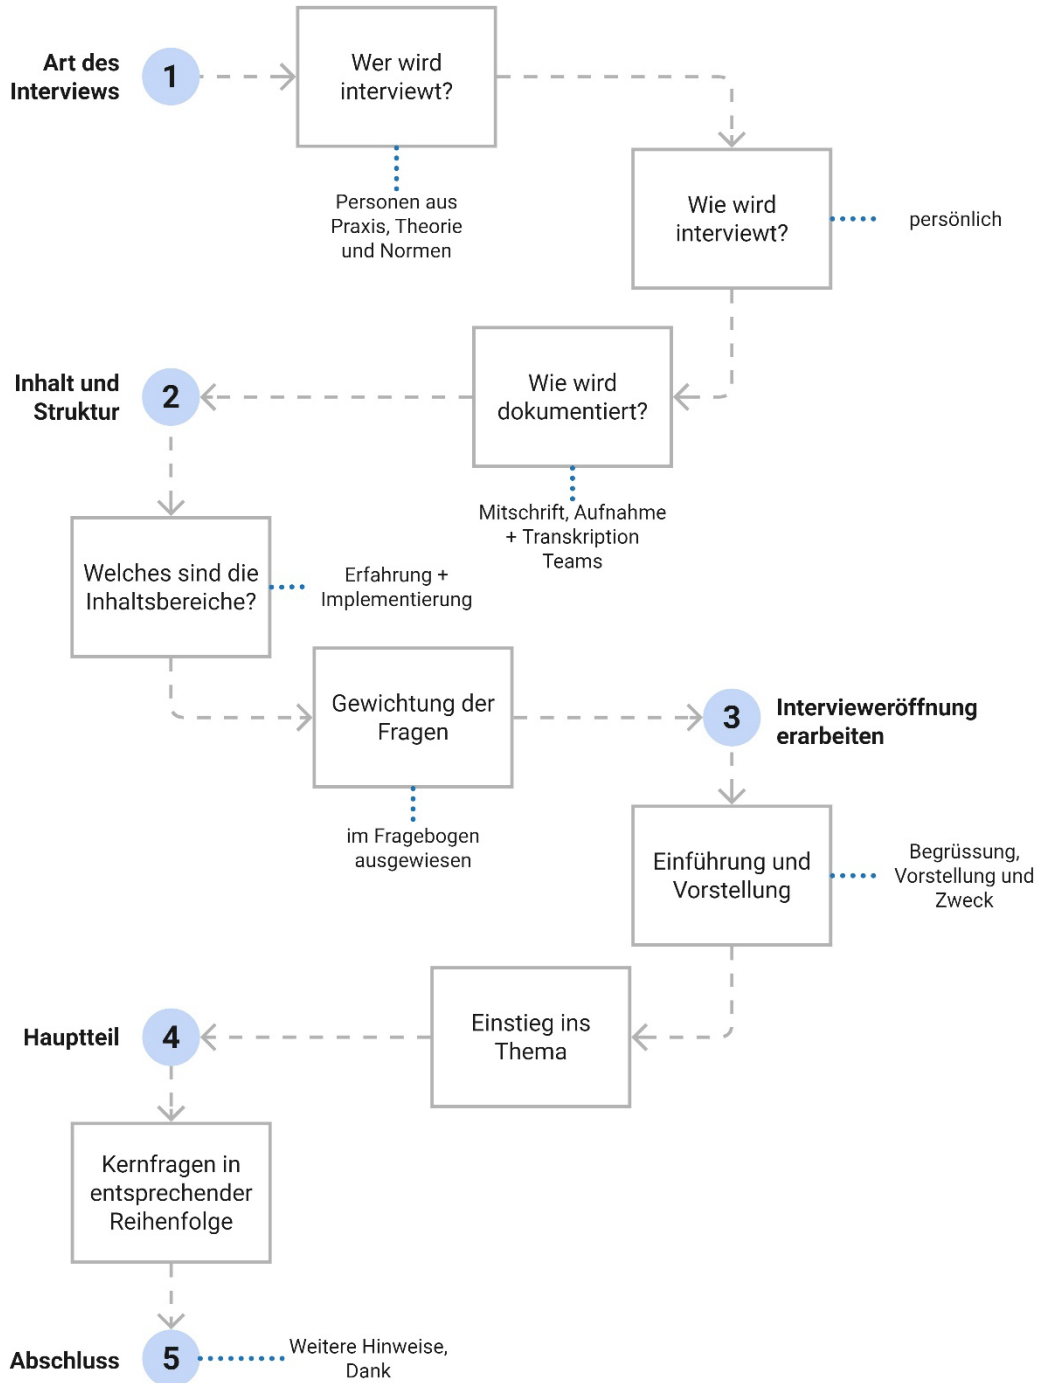 Art des
Interviews
1
Wer wird
interviewt?
Personen aus
Praxis, Theorie
und Normen
Wie wird
interviewt?
persönlich
Wie wird
dokumentiert?
Mitschrift, Aufnahme
+ Transkription
Teams
Inhalt und
Struktur
2
Welches sind die
Inhaltsbereiche?
Erfahrung +
Implementierung
Gewichtung der
Fragen
im Fragebogen
ausgewiesen
3
Intervieweröffnung
erarbeiten
Einführung und
Vorstellung
Begrüssung,
Vorstellung und
Zweck
Einstieg ins
Thema
Hauptteil
4
Kernfragen in
entsprechender
Reihenfolge
Abschluss
5
Weitere Hinweise,
Dank